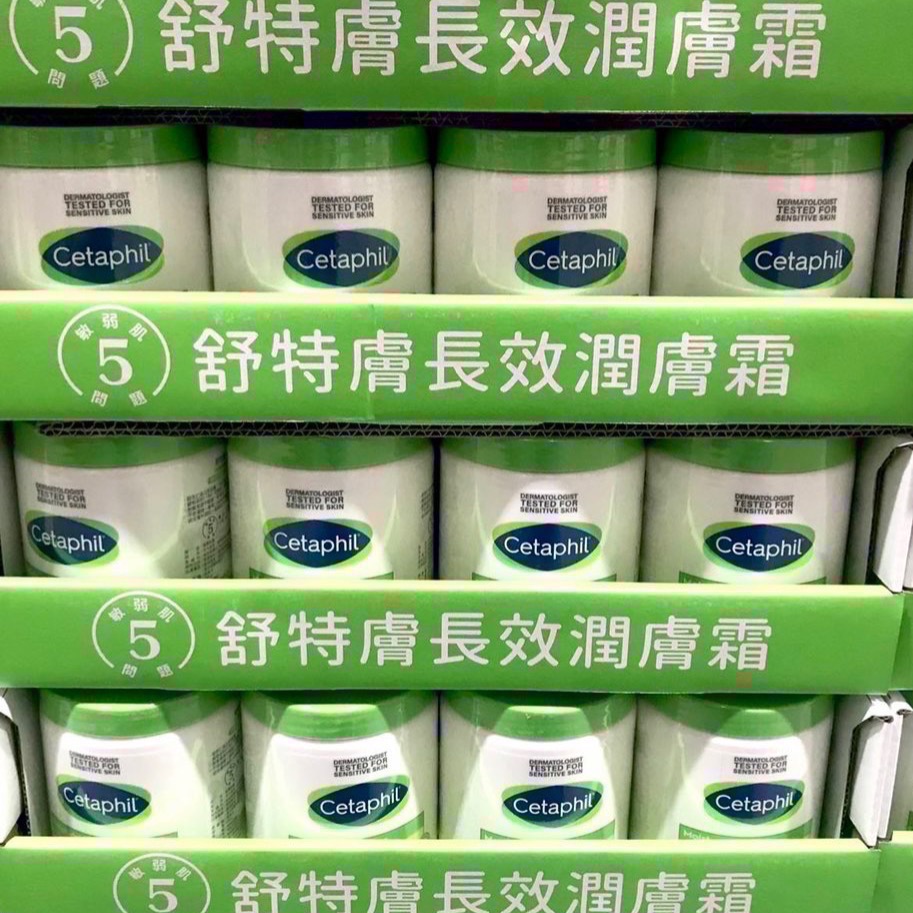 敏弱肌
5
問題
舒特膚長效潤膚霜
DERMATOLOGIST
TESTED FOR
SENSITIVE SKIN
Cetaphil
DERMATOLOGIST
TESTED FOR
SENSITIVE SKIN
Cetaphil
DERMATOLOGIST
TESTED FOR
SENSITIVE SKIN
Cetaphil
DERMATOLOGIST
TESTED FOR
SENSITIVE SKIN
Cetaphil
敏弱肌
5
問題
舒特膚長效潤膚霜
DERMATOLOGIST
TESTED FOR
SENSITIVE SKIN
Cetaphil
DERMATOLOGIST
TESTED FOR
SENSITIVE SKIN
Cetaphil
DERMATOLOGIST
TESTED FOR
SENSITIVE SKIN
Cetaphil
DERMATOLOGIST
TESTED FOR
SENSITIVE SKIN
Cetaphil
敏弱肌
5
問題
舒特膚長效潤膚霜
DERMATOLOGIST
TESTED FOR
SENSITIVE SKIN
Cetaphil
DERMATOLOGIST
TESTED FOR
SENSITIVE SKIN
Cetaphil
DERMATOLOGIST
TESTED FOR
SENSITIVE SKIN
Cetaphil
DERMATOLOGIST
TESTED FOR
SENSITIVE SKIN
Cetaphil
敏弱肌
5
舒特膚長效潤膚霜